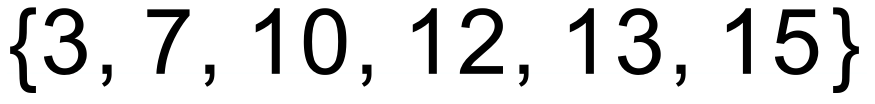 {3, 7, 10, 12, 13, 15}